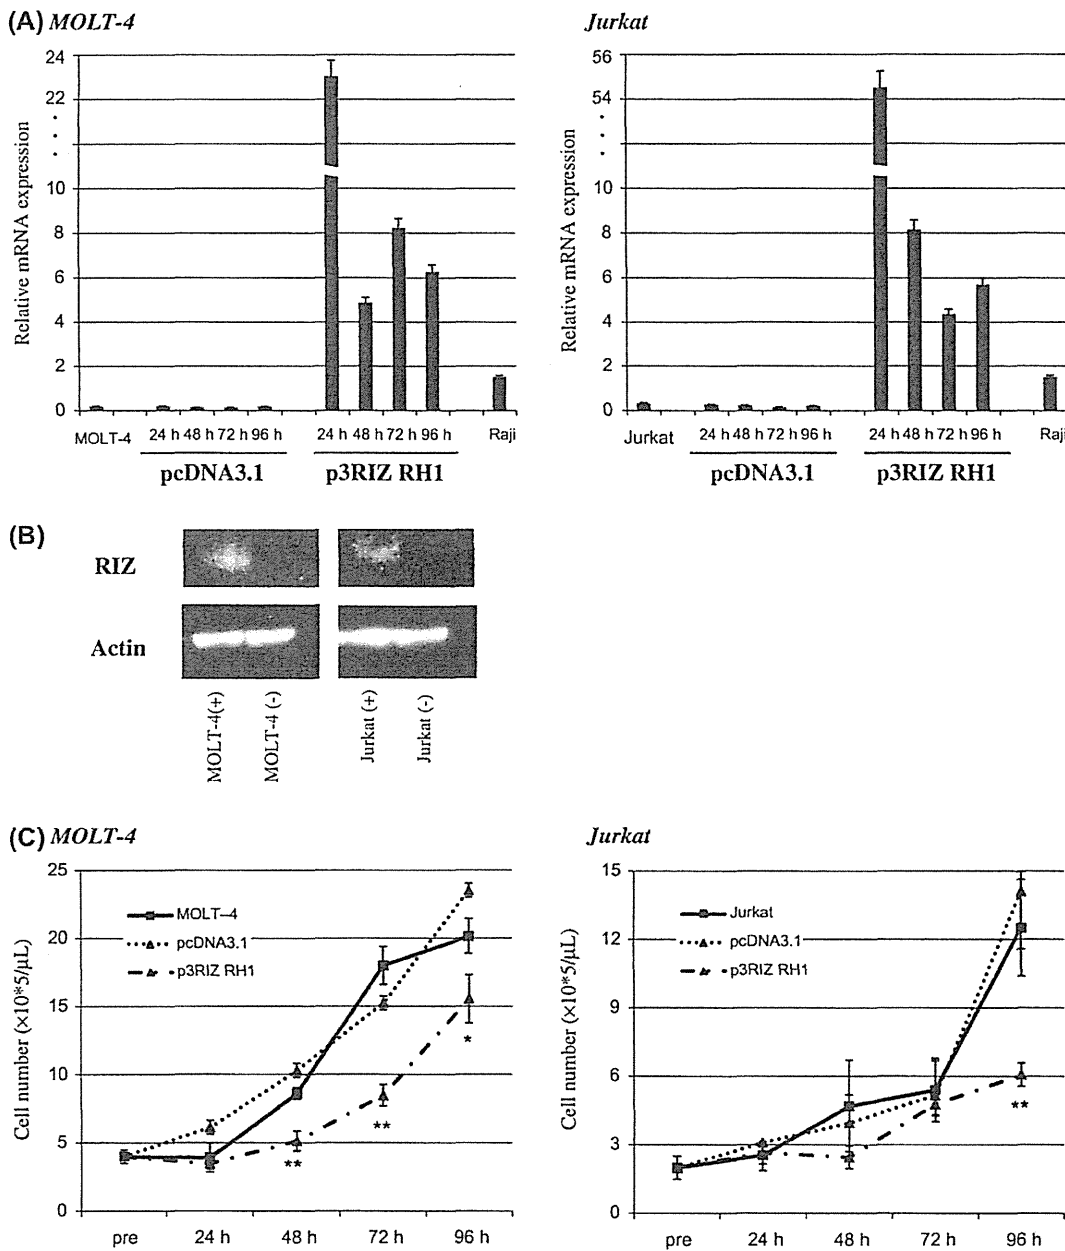 (A) MOLT-4
Jurkat
Relative mRNA expression
24
22
10
8
6
4
2
0
MOLT-4
24 h 48 h 72 h 96 h
24 h 48 h 72 h 96 h
Raji
pcDNA3.1
p3RIZ RH1
Relative mRNA expression
56
54
10
8
6
4
2
0
Jurkat
24 h 48 h 72 h 96 h
24 h 48 h 72 h 96 h
Raji
pcDNA3.1
p3RIZ RH1
(B)
RIZ
Actin
MOLT-4(+)
MOLT-4 (-)
Jurkat (+)
Jurkat (-)
(C) MOLT-4
Jurkat
Cell number (×10*5/μL)
25
20
15
10
5
0
MOLT–4
pcDNA3.1
p3RIZ RH1
**
**
*
pre 24 h 48 h 72 h 96 h
Cell number (×10*5/μL)
15
12
9
6
3
0
Jurkat
pcDNA3.1
p3RIZ RH1
**
pre 24 h 48 h 72 h 96 h